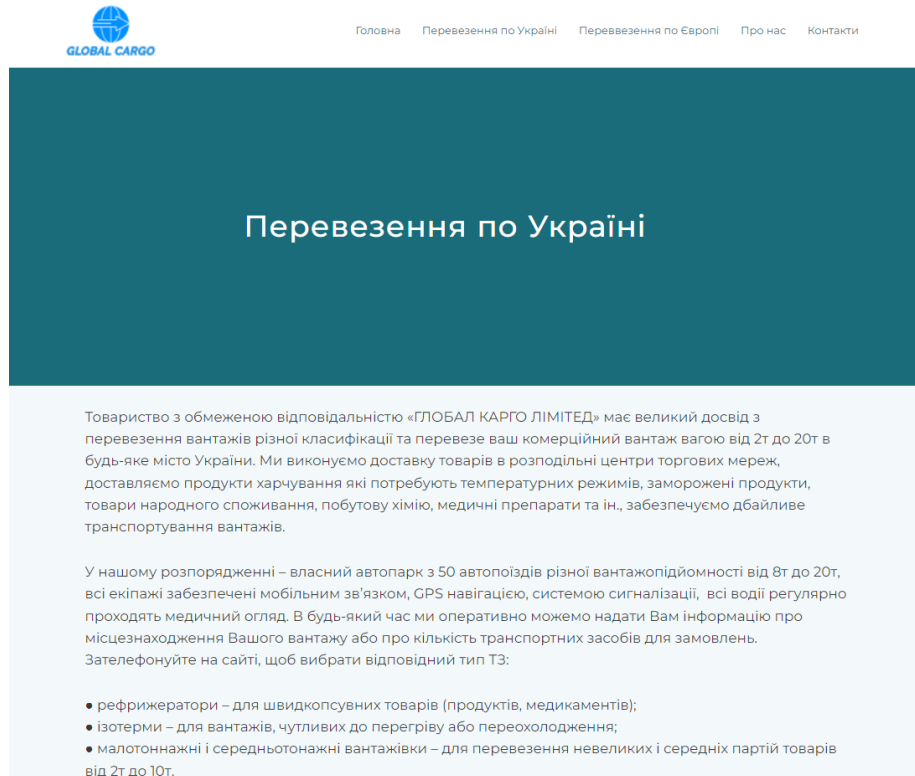 GLOBAL CARGO
Головна Перевезення по Україні Переввезення по Європі Про нас Контакти
Перевезення по Україні
Товариство з обмеженою відповідальністю «ГЛОБАЛ КАРГО ЛІМІТЕД» має великий досвід з
перевезення вантажів різної класифікації та перевезе ваш комерційний вантаж вагою від 2т до 20т в
будь-яке місто України. Ми виконуємо доставку товарів в розподільні центри торгових мереж,
доставляємо продукти харчування які потребують температурних режимів, заморожені продукти,
товари народного споживання, побутову хімію, медичні препарати та ін., забезпечуємо дбайливе
транспортування вантажів.
У нашому розпорядженні – власний автопарк з 50 автопоїздів різної вантажопідйомності від 8т до 20т,
всі екіпажі забезпечені мобільним зв’язком, GPS навігацією, системою сигналізації, всі водії регулярно
проходять медичний огляд. В будь-який час ми оперативно можемо надати Вам інформацію про
місцезнаходження Вашого вантажу або про кількість транспортних засобів для замовлень.
Зателефонуйте на сайті, щоб вибрати відповідний тип ТЗ:
● рефрижератори – для швидкопсувних товарів (продуктів, медикаментів);
● ізотерми – для вантажів, чутливих до перегріву або переохолодження;
● малотоннажні і середньотонажні вантажівки – для перевезення невеликих і середніх партій товарів
від 2т до 10т.